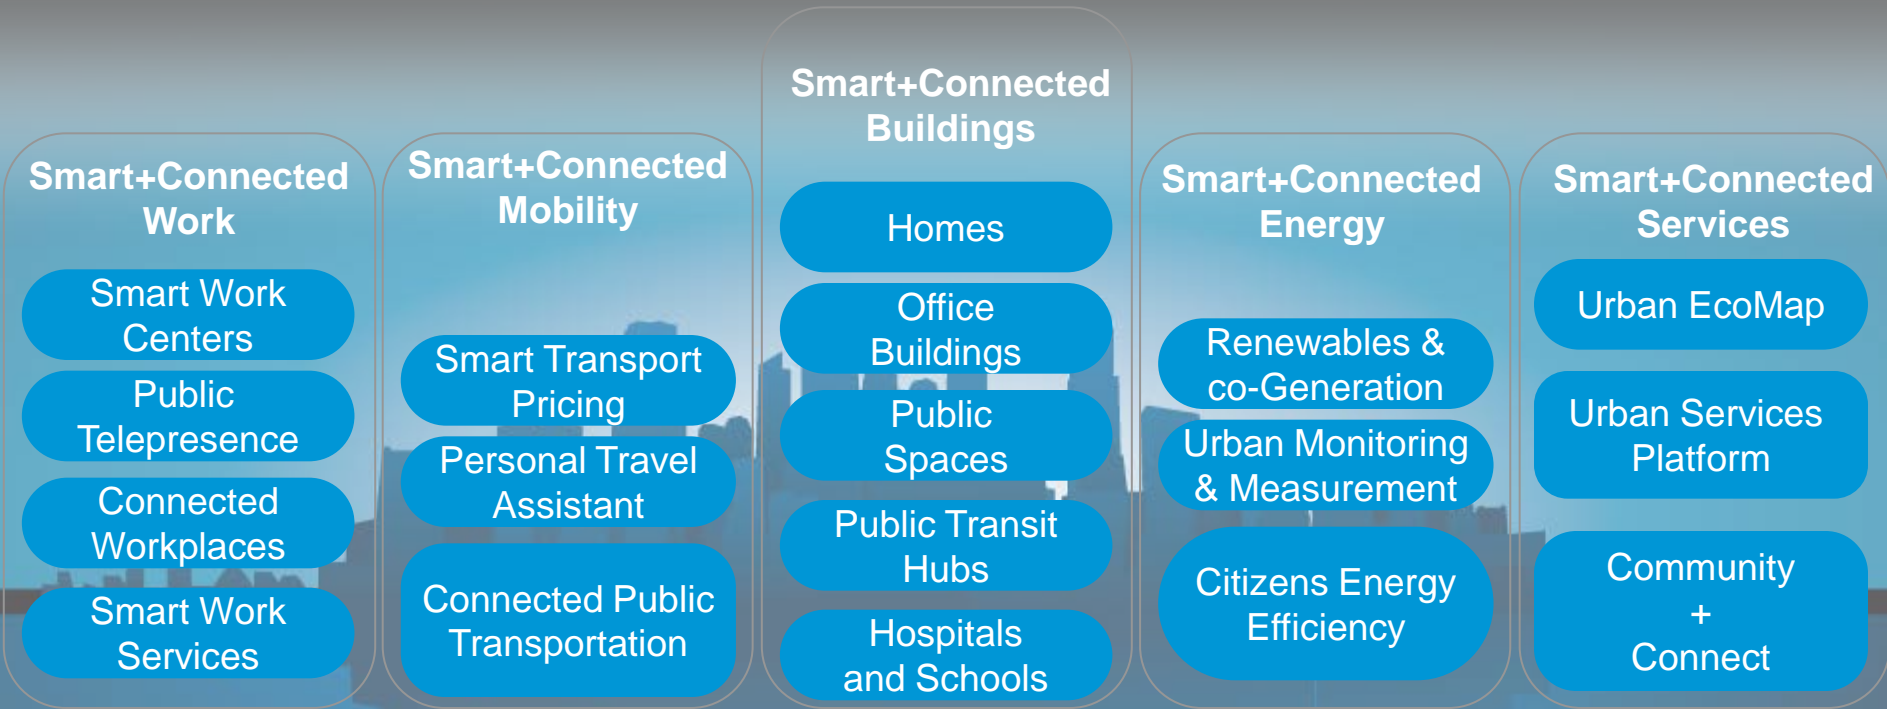 Smart+Connected
Work
Smart Work
Centers
Public
Telepresence
Connected
Workplaces
Smart Work
Services
Smart+Connected
Mobility
Smart Transport
Pricing
Personal Travel
Assistant
Connected Public
Transportation
Smart+Connected
Buildings
Homes
Office
Buildings
Public
Spaces
Public Transit
Hubs
Hospitals
and Schools
Smart+Connected
Energy
Renewables &
co-Generation
Urban Monitoring
& Measurement
Citizens Energy
Efficiency
Smart+Connected
Services
Urban EcoMap
Urban Services
Platform
Community
+
Connect